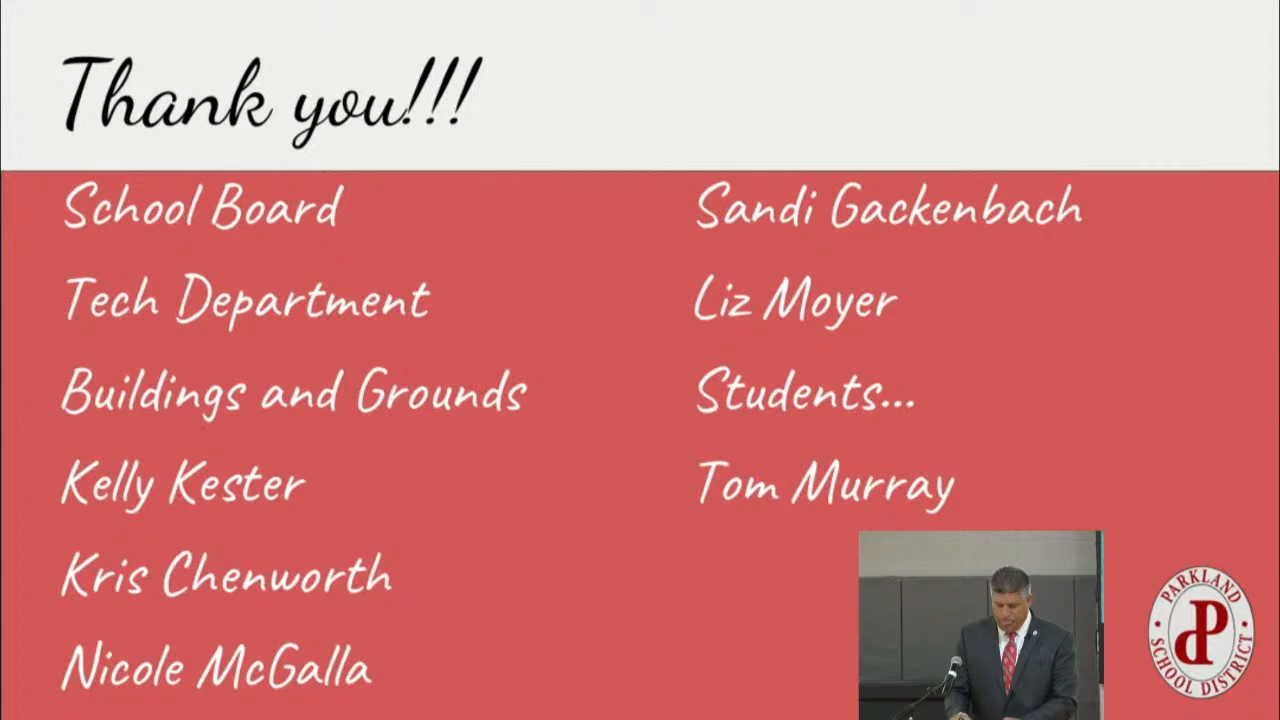 Thank you!!!
School Board
Tech Department
Buildings and Grounds
Kelly Kester
Kris Chenworth
Nicole McGalla
Sandi Gackenbach
Liz Moyer
Students...
Tom Murray
PARKLAND
dP
SCHOOL DISTRICT